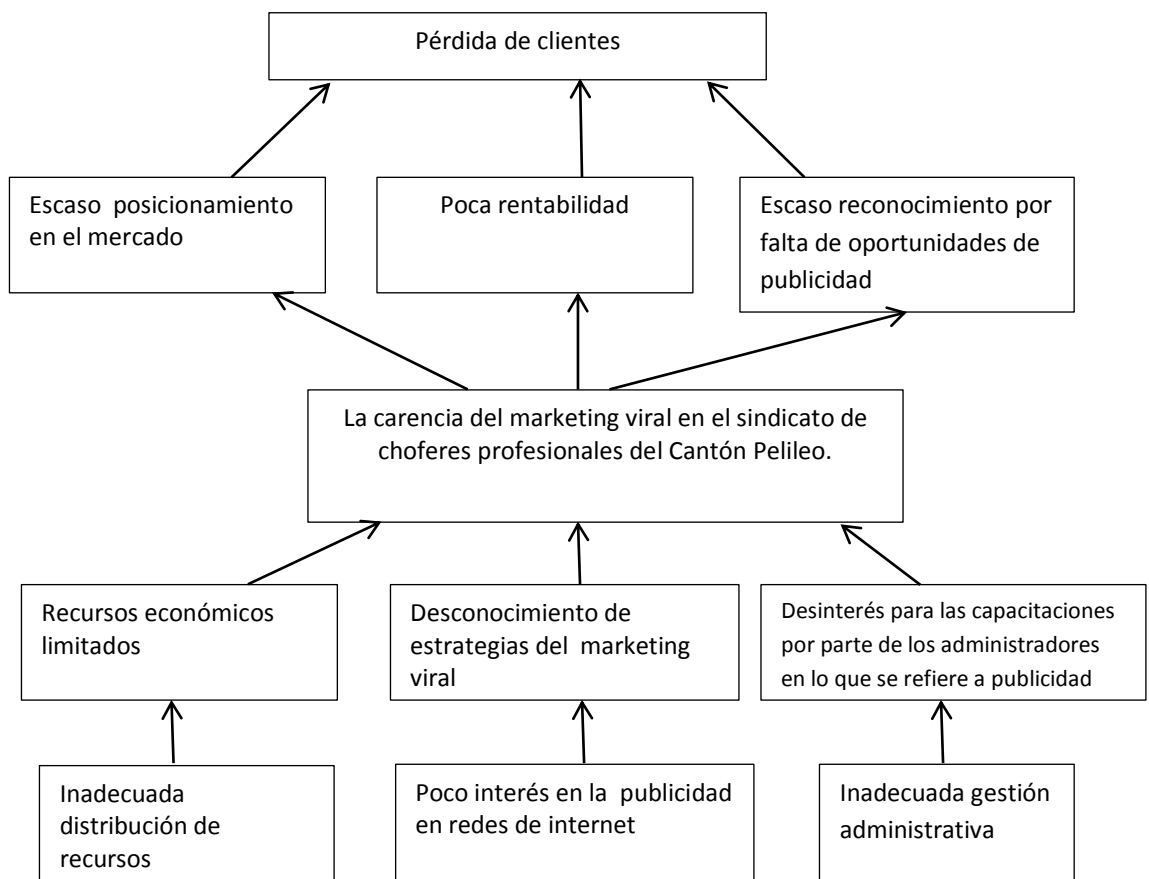 Pérdida de clientes
Escaso posicionamiento
en el mercado
Poca rentabilidad
Escaso reconocimiento por
falta de oportunidades de
publicidad
La carencia del marketing viral en el sindicato de
choferes profesionales del Cantón Pelileo.
Recursos económicos
limitados
Desconocimiento de
estrategias del marketing
viral
Desinterés para las capacitaciones
por parte de los administradores
en lo que se refiere a publicidad
Inadecuada
distribución de
recursos
Poco interés en la publicidad
en redes de internet
Inadecuada gestión
administrativa